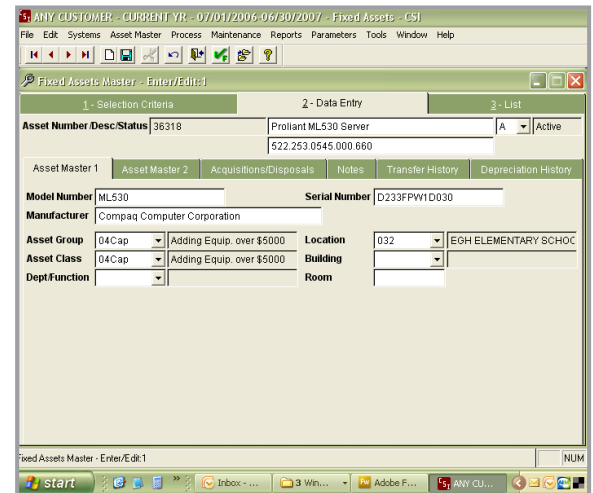 ANY CUSTOMER - CURRENT YR - 07/01/2006-06/30/2007 - Fixed Assets - CSI
File Edit Systems Asset Master Process Maintenance Reports Parameters Tools Window Help
Fixed Assets Master - Enter/Edit:1
1 - Selection Criteria 2 - Data Entry 3 - List
Asset Number/Desc/Status 36318 Proliant ML530 Server A Active
522.253.0545.000.660
Asset Master 1 Asset Master 2 Acquisitions/Disposals Notes Transfer History Depreciation History
Model Number ML530 Serial Number D233FPW1D030
Manufacturer Compaq Computer Corporation
Asset Group 04Cap Adding Equip. over $5000 Location 032 EGH ELEMENTARY SCHOC
Asset Class 04Cap Adding Equip. over $5000 Building
Dept/Function Room
Fixed Assets Master - Enter/Edit:1 NUM
start Inbox - ... 3 Win... Adobe F... ANY CU...